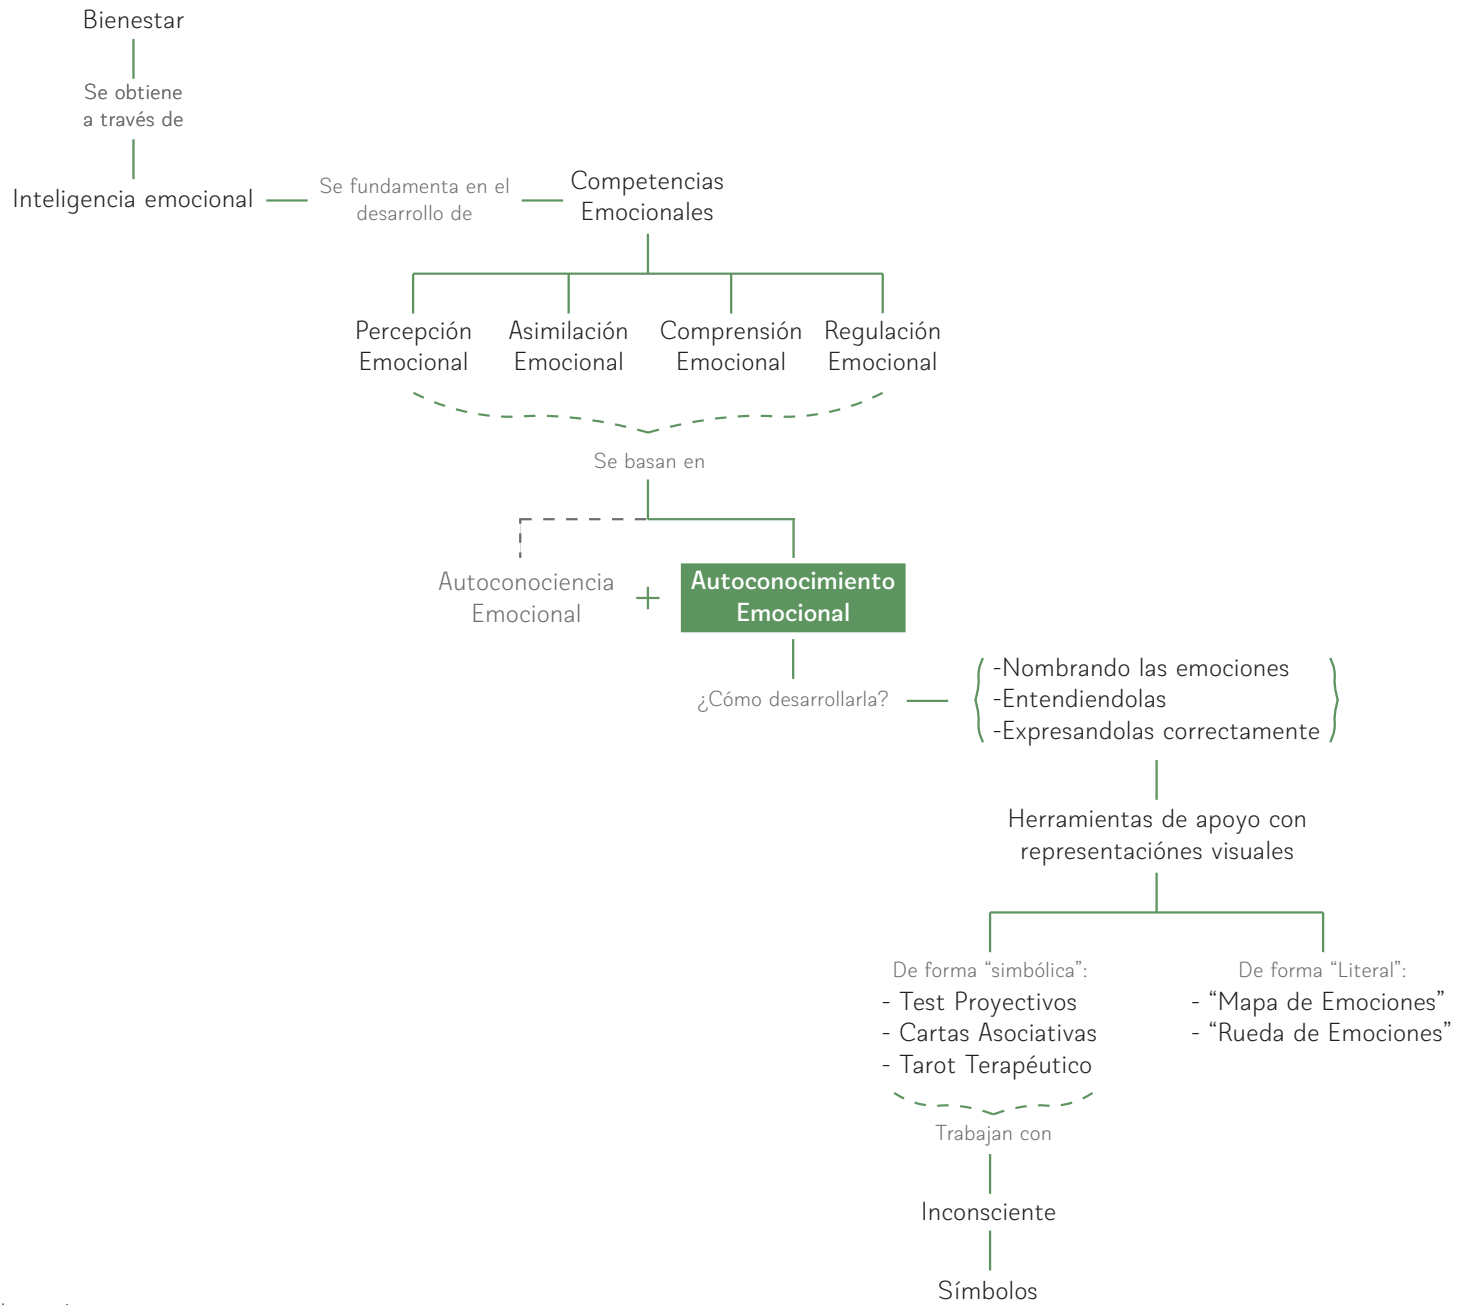 Bienestar
Se obtiene
a través de
Inteligencia emocional
Se fundamenta en el
desarrollo de
Competencias
Emocionales
Percepción
Emocional
Asimilación
Emocional
Comprensión
Emocional
Regulación
Emocional
Se basan en
Autoconociencia
Emocional
+
Autoconocimiento
Emocional
¿Cómo desarrollarla?
-Nombrando las emociones
-Entendiendolas
-Expresandolas correctamente
Herramientas de apoyo con
representaciónes visuales
De forma “simbólica”:
- Test Proyectivos
- Cartas Asociativas
- Tarot Terapéutico
De forma “Literal”:
- “Mapa de Emociones”
- “Rueda de Emociones”
Trabajan con
Inconsciente
Símbolos